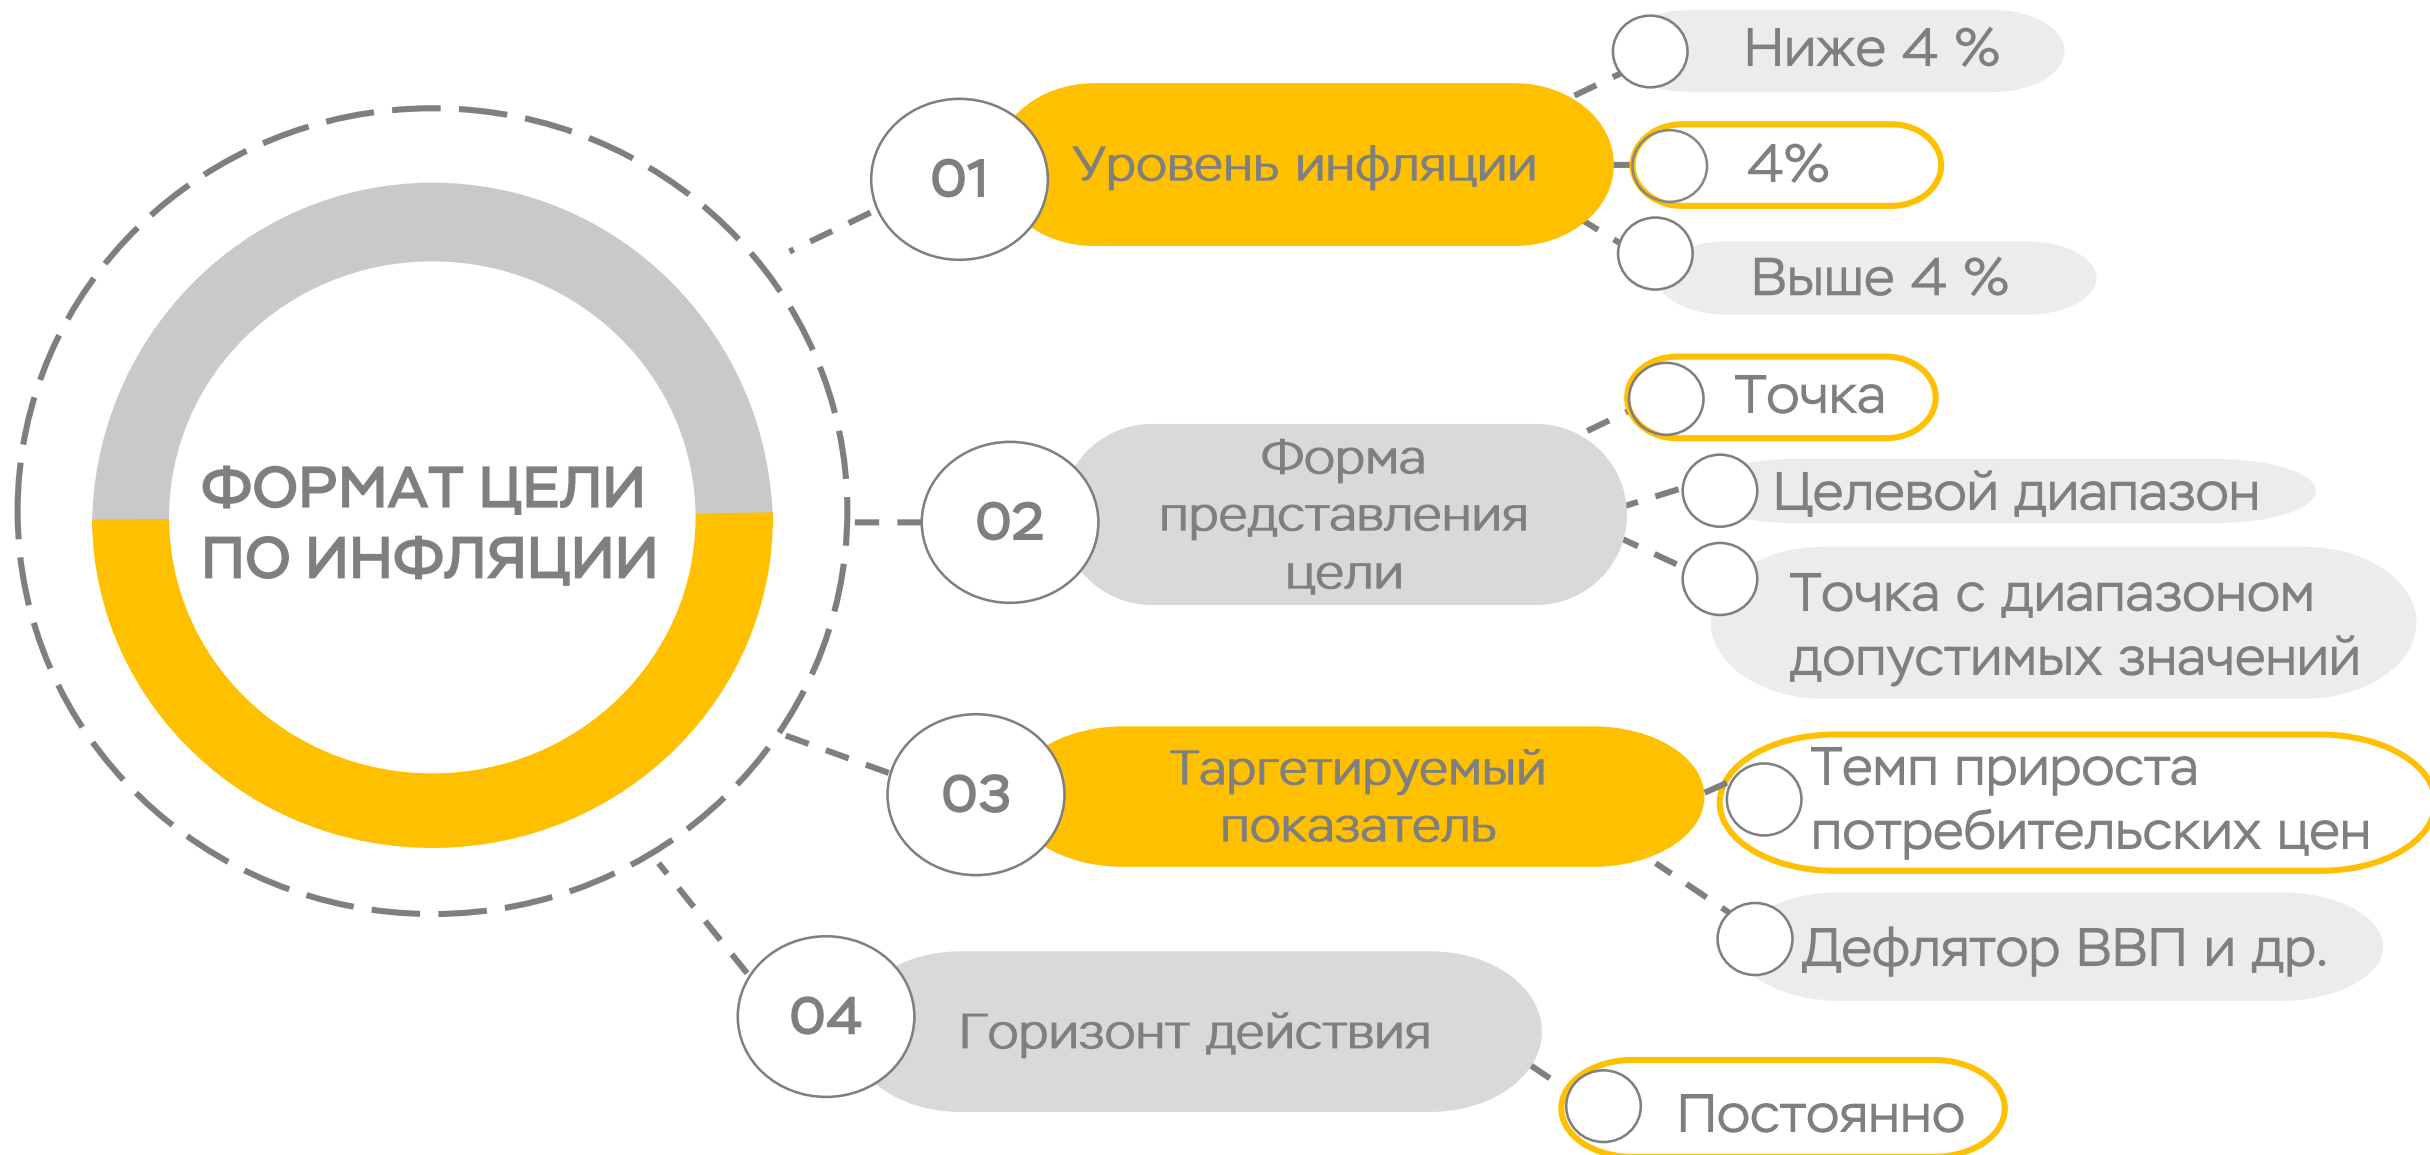 ФОРМАТ ЦЕЛИ
ПО ИНФЛЯЦИИ
01
Уровень инфляции
Ниже 4 %
4%
Выше 4 %
02
Форма
представления
цели
Точка
Целевой диапазон
Точка с диапазоном
допустимых значений
03
Таргетируемый
показатель
Темп прироста
потребительских цен
Дефлятор ВВП и др.
04
Горизонт действия
Постоянно